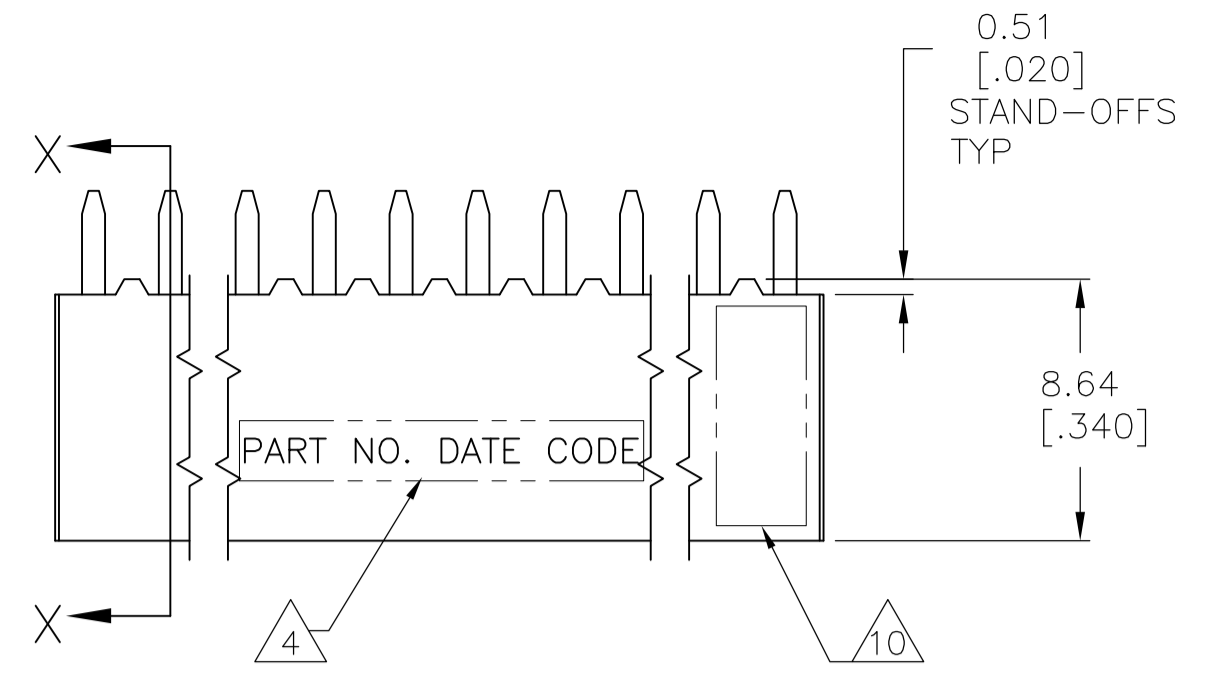 0.51
[.020]
STAND-OFFS
TYP
X
8.64
[.340]
PART NO. DATE CODE
X
4
10